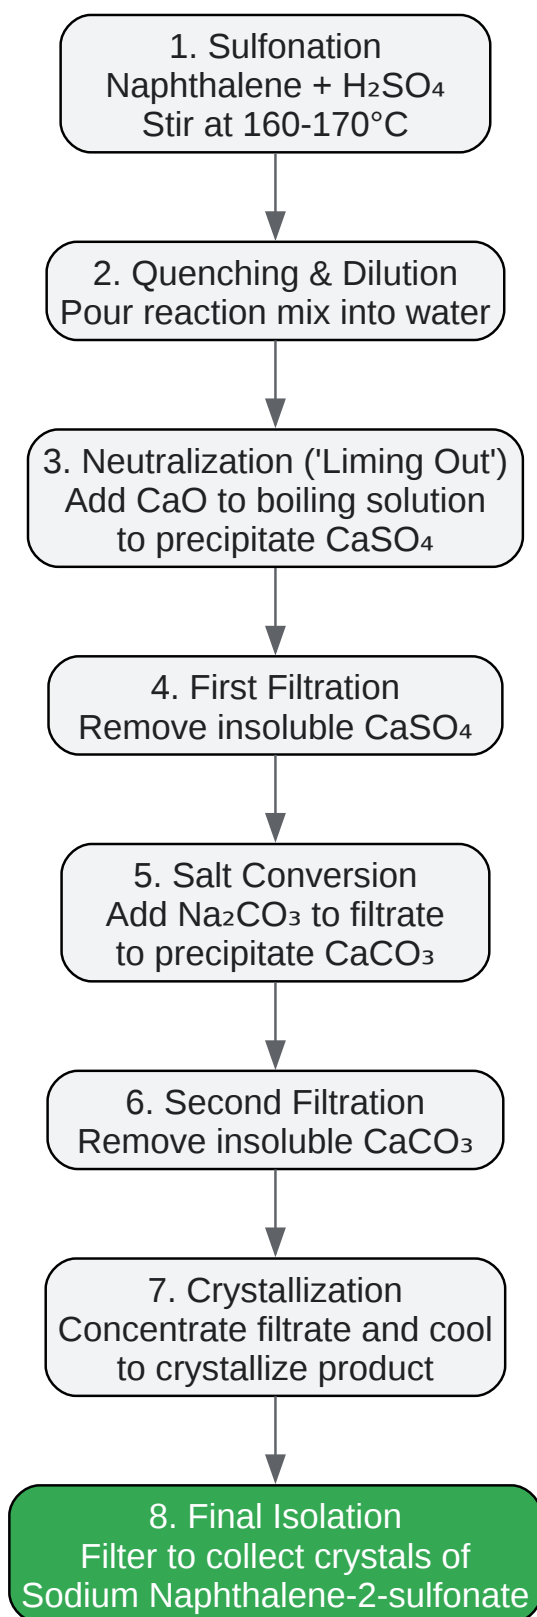 1. Sulfonation
Naphthalene + H₂SO₄
Stir at 160-170°C
2. Quenching & Dilution
Pour reaction mix into water
3. Neutralization ('Liming Out')
Add CaO to boiling solution
to precipitate CaSO₄
4. First Filtration
Remove insoluble CaSO₄
5. Salt Conversion
Add Na₂CO₃ to filtrate
to precipitate CaCO₃
6. Second Filtration
Remove insoluble CaCO₃
7. Crystallization
Concentrate filtrate and cool
to crystallize product
8. Final Isolation
Filter to collect crystals of
Sodium Naphthalene-2-sulfonate